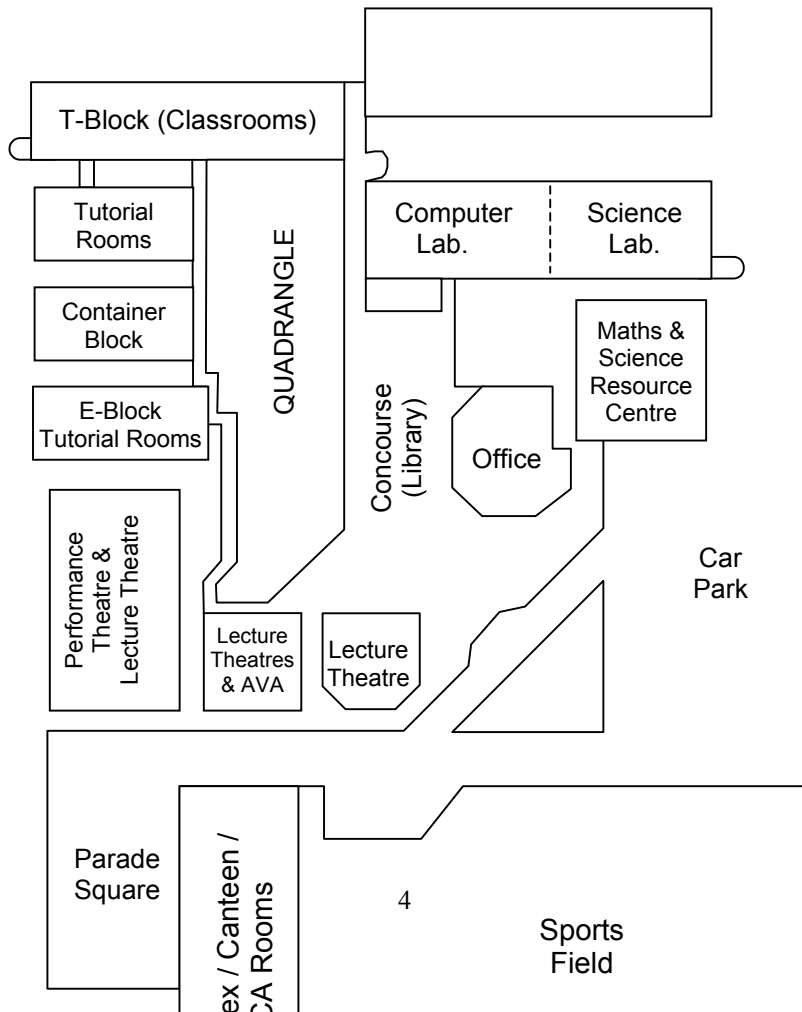 T-Block (Classrooms)
Tutorial
Rooms
Computer
Lab.
Science
Lab.
QUADRANGLE
Container
Block
Maths &
Science
Resource
Centre
E-Block
Tutorial Rooms
Concourse
(Library)
Office
Performance
Theatre &
Lecture Theatre
Car
Park
Lecture
Theatres
& AVA
Lecture
Theatre
Parade
Square
/ Canteen /
Rooms
4
Sports
Field